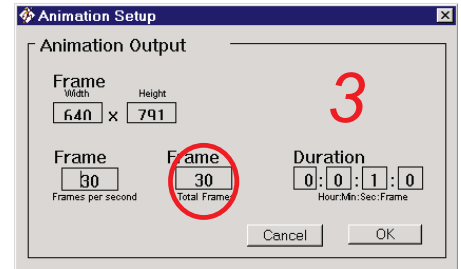 Animation Setup
Animation Output
Frame
Width Height
640 x 791
3
Frame Frame Duration
30 30 0:0:1:0
Frames per second Total Frames Hour:Min:Sec:Frame
Cancel OK